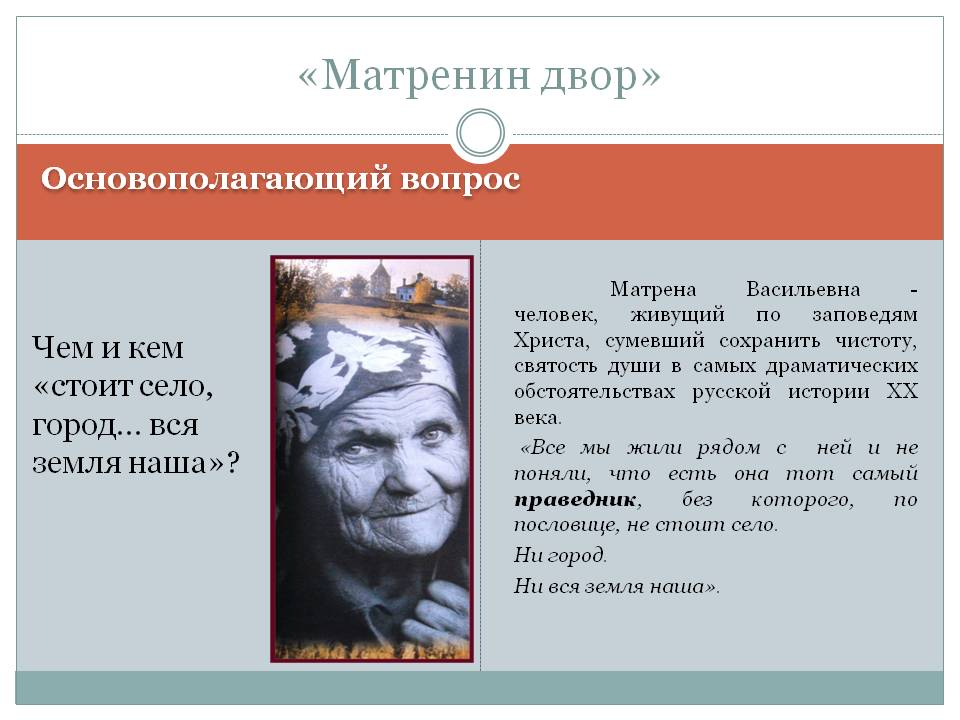 «Матренин двор»
Основополагающий вопрос
Чем и кем
«стоит село,
город... вся
земля наша»?
Матрена Васильевна -
человек, живущий по заповедям
Христа, сумевший сохранить чистоту,
святость души в самых драматических
обстоятельствах русской истории XX
века.
«Все мы жили рядом с ней и не
поняли, что есть она тот самый
праведник, без которого, по
пословице, не стоит село.
Ни город.
Ни вся земля наша».